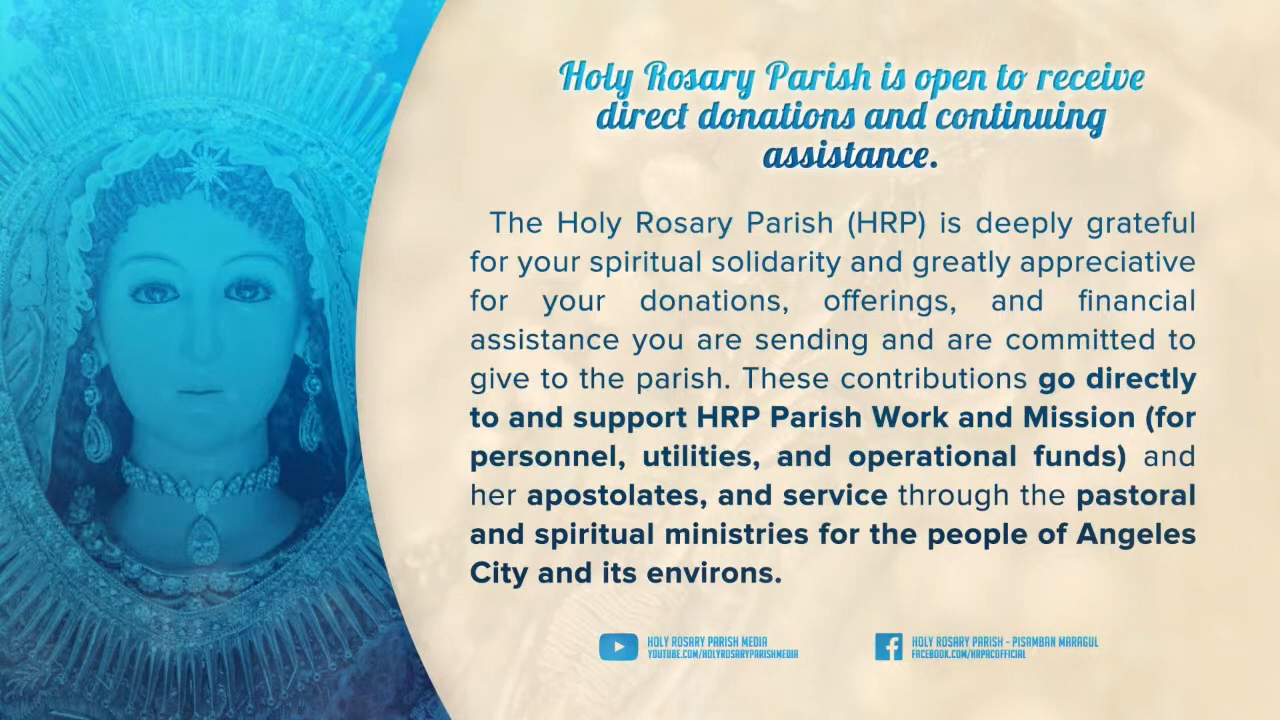 Holy Rosary Parish is open to receive
direct donations and continuing
assistance.
The Holy Rosary Parish (HRP) is deeply grateful
for your spiritual solidarity and greatly appreciative
for your donations, offerings, and financial
assistance you are sending and are committed to
give to the parish. These contributions go directly
to and support HRP Parish Work and Mission (for
personnel, utilities, and operational funds) and
her apostolates, and service through the pastoral
and spiritual ministries for the people of Angeles
City and its environs.
HOLY ROSARY PARISH MEDIA
YOUTUBE.COM/HOLYROSARYPARISHMEDIA
HOLY ROSARY PARISH - PISAMBAN MARAGUL
FACEBOOK.COM/HRPACOFFICIAL